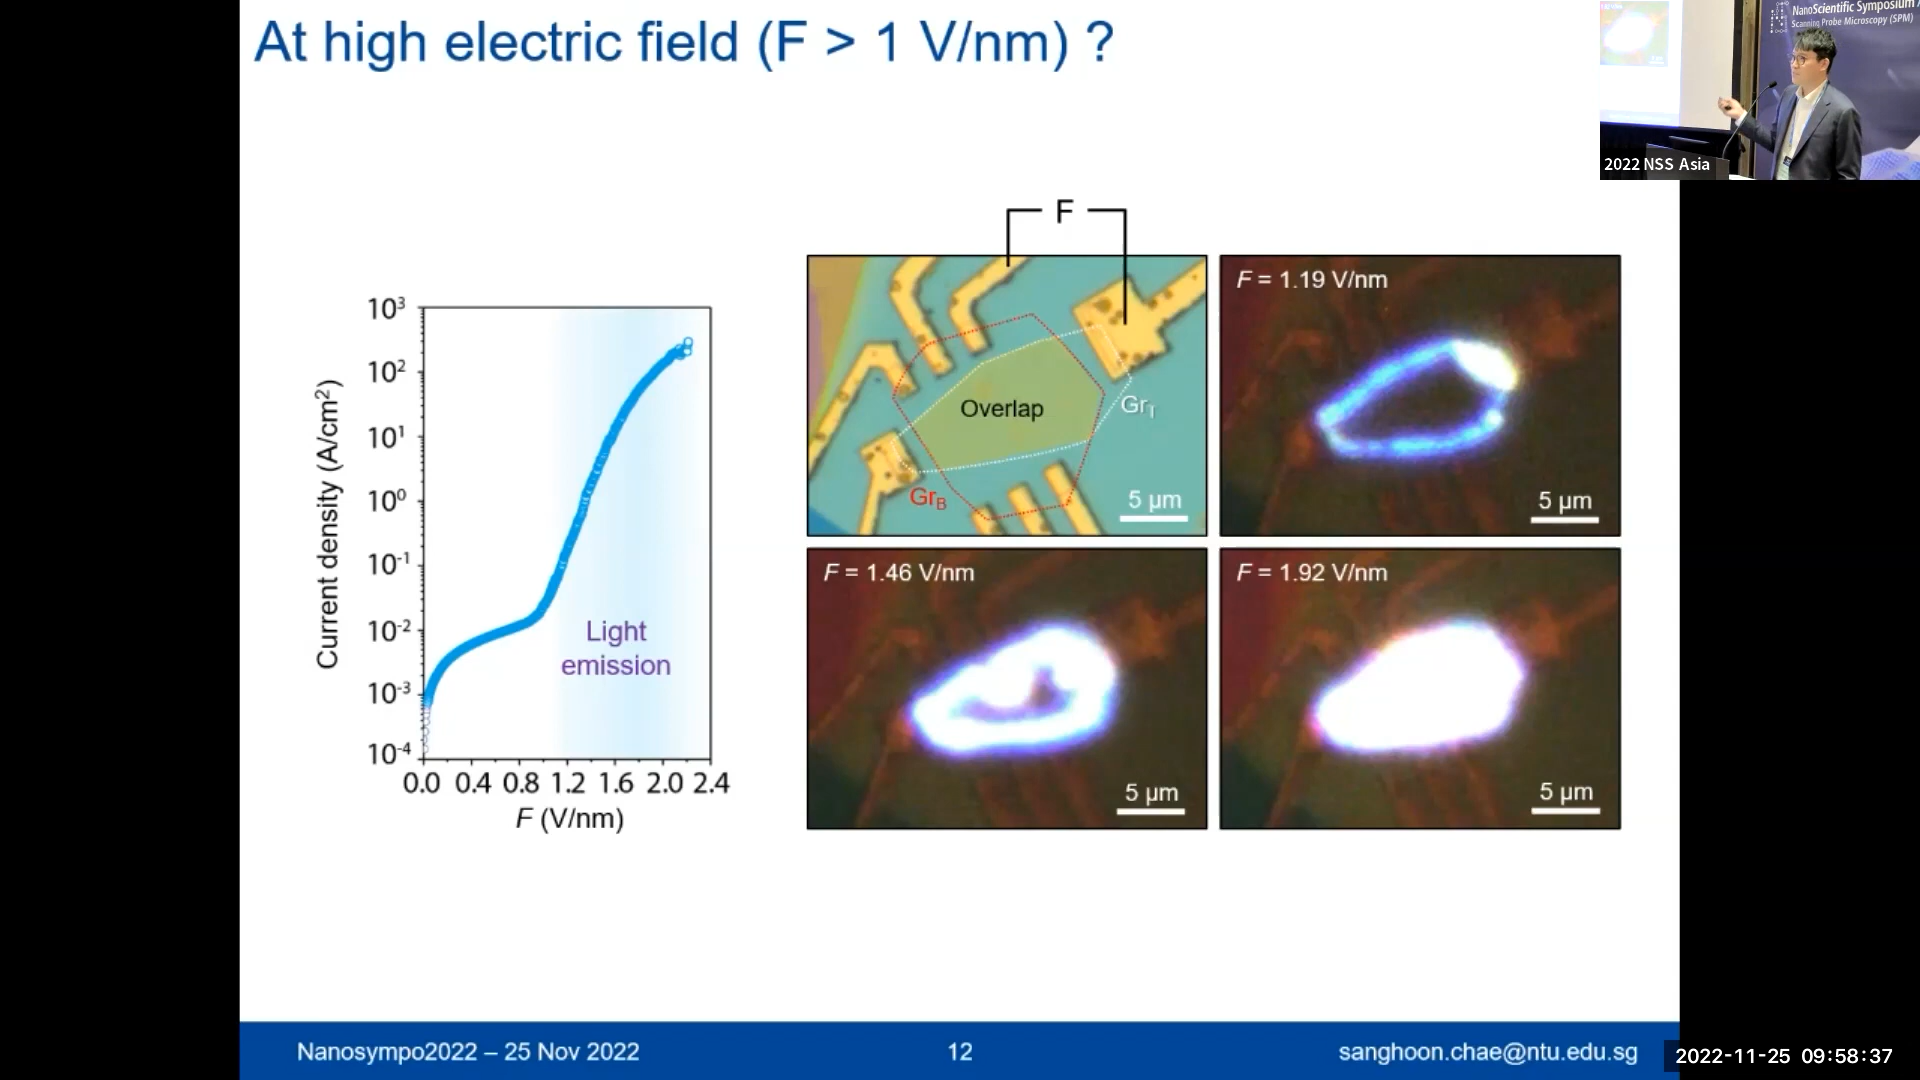 At high electric field (F > 1 V/nm) ?
NanoScientific Symposium
Scanning Probe Microscopy (SPM)
2022 NSS Asia
F
10³
10²
10¹
10⁰
10⁻¹
10⁻²
10⁻³
10⁻⁴
Current density (A/cm²)
Light
emission
0.0 0.4 0.8 1.2 1.6 2.0 2.4
F (V/nm)
Overlap
Gr_T
Gr_B
5 µm
F = 1.19 V/nm
5 µm
F = 1.46 V/nm
5 µm
F = 1.92 V/nm
5 µm
Nanosympo2022 – 25 Nov 2022
12
sanghoon.chae@ntu.edu.sg
2022-11-25 09:58:37